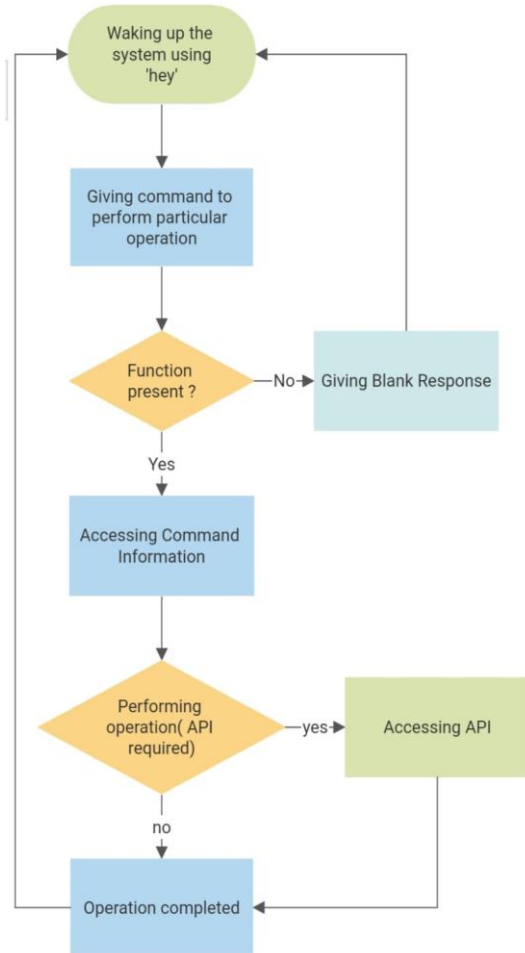 Waking up the
system using
'hey'
Giving command to
perform particular
operation
Function
present ?
No
Giving Blank Response
Yes
Accessing Command
Information
Performing
operation( API
required)
yes
Accessing API
no
Operation completed